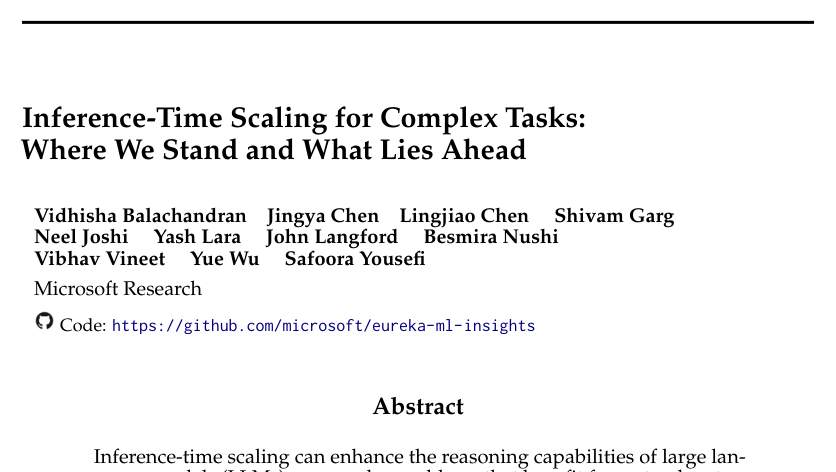 Inference-Time Scaling for Complex Tasks:
Where We Stand and What Lies Ahead
Vidhisha Balachandran Jingya Chen Lingjiao Chen Shivam Garg
Neel Joshi Yash Lara John Langford Besmira Nushi
Vibhav Vineet Yue Wu Safoora Yousefi
Microsoft Research
Code: https://github.com/microsoft/eureka-ml-insights
Abstract
Inference-time scaling can enhance the reasoning capabilities of large lan-